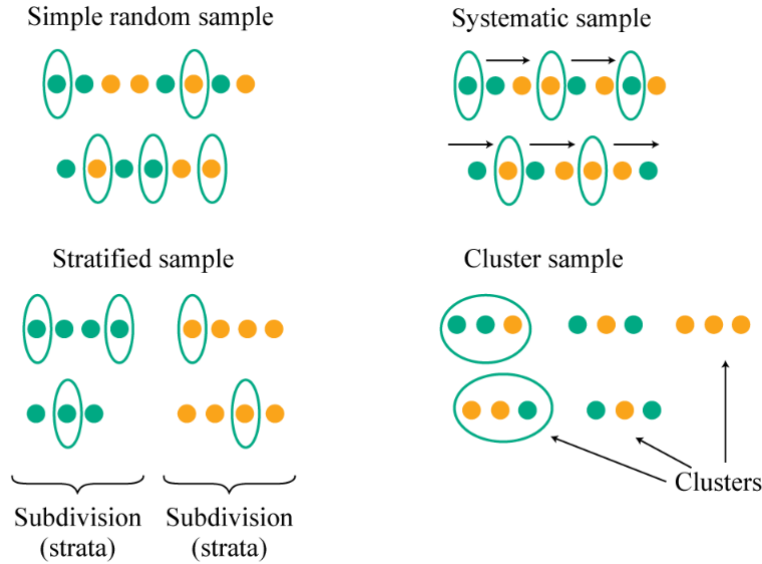 Simple random sample
Systematic sample
Stratified sample
Cluster sample
Clusters
Subdivision
(strata)
Subdivision
(strata)